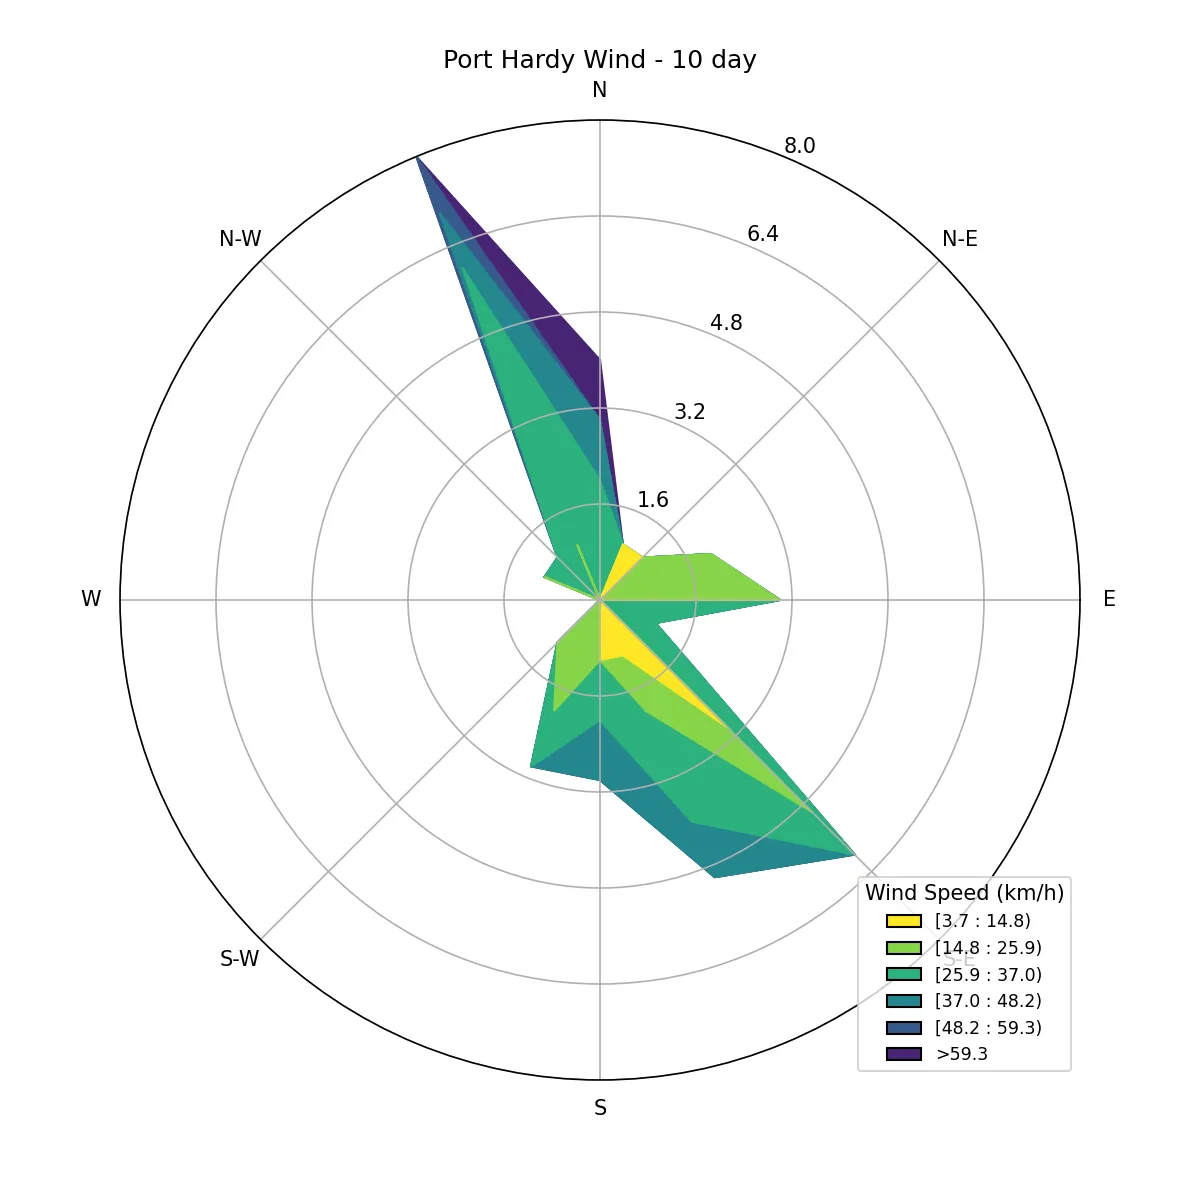 Port Hardy Wind - 10 day
N
8.0
N-W
6.4
N-E
4.8
3.2
1.6
W
E
Wind Speed (km/h)
[3.7 : 14.8)
[14.8 : 25.9)
S-W
S-E
[25.9 : 37.0)
[37.0 : 48.2)
[48.2 : 59.3)
>59.3
S